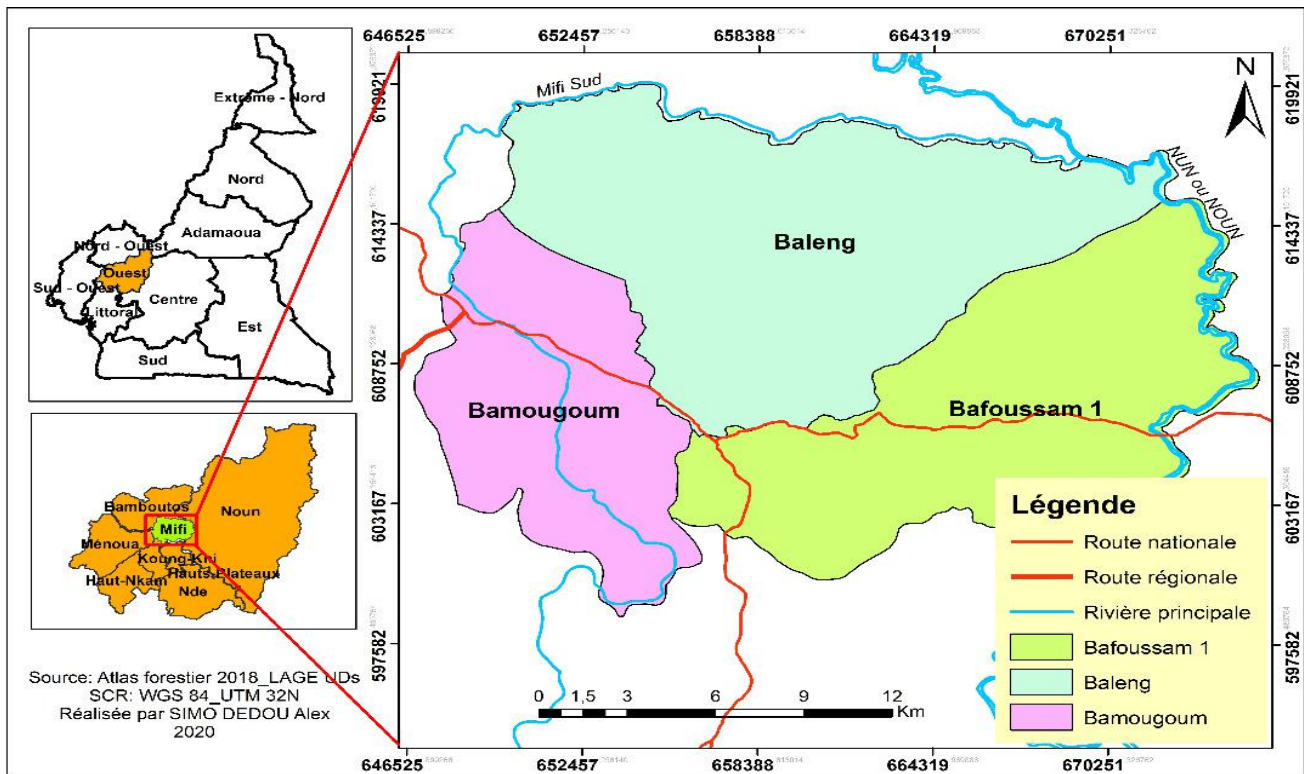 Extrême - Nord
Nord
Adamaoua
Nord - Ouest
Ouest
Sud - Ouest
Littoral
Centre
Est
Sud
Bamboutos
Noun
Mifi
Ménoua
Koung-Khi
Haut-Nkam
Hauts Plateaux
Nde
Source: Atlas forestier 2018_LAGE UDs
SCR: WGS 84_UTM 32N
Réalisée par SIMO DEDOU Alex
2020
646525 652457 658388 664319 670251
619921
614337
608752
603167
597582
Mifi Sud
N
NUN ou NOUN
Baleng
Bamougoum
Bafoussam 1
619921
614337
608752
603167
597582
Légende
Route nationale
Route régionale
Rivière principale
Bafoussam 1
Baleng
Bamougoum
0 1,5 3 6 9 12
Km
646525 652457 658388 664319 670251